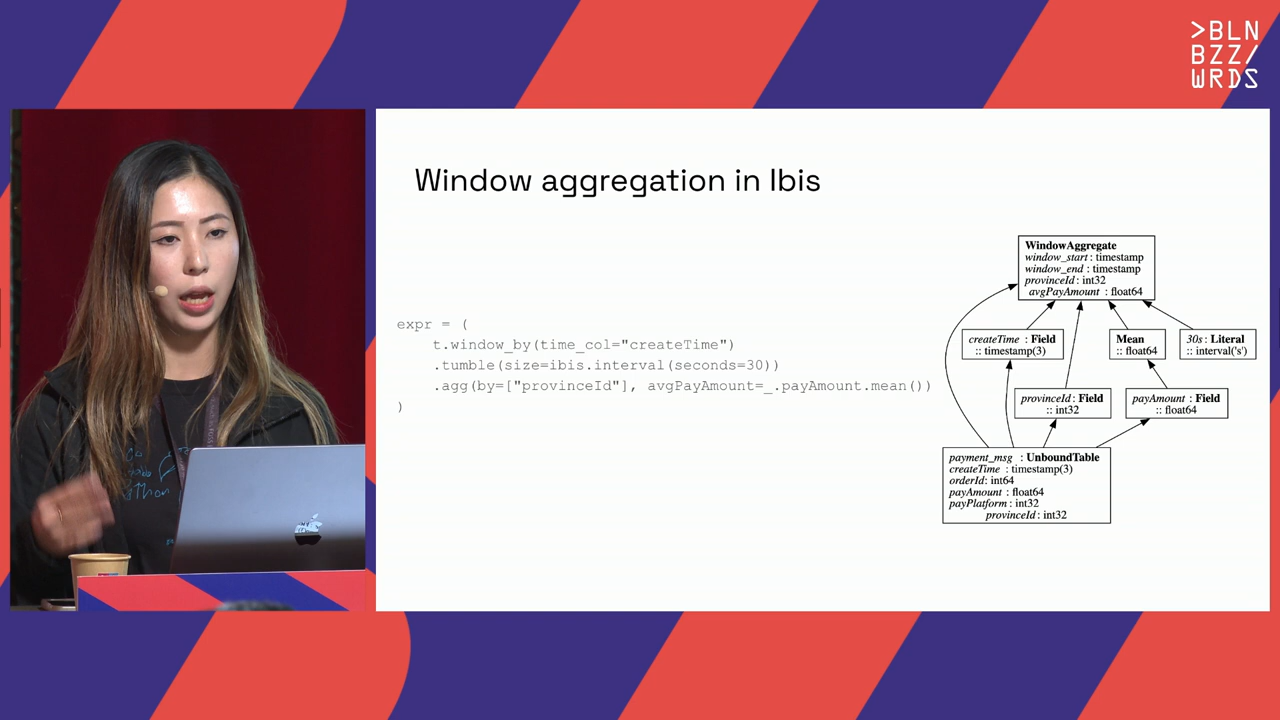 >BLN
BZZ/
WRDS
Window aggregation in Ibis
expr = (
t.window_by(time_col="createTime")
.tumble(size=ibis.interval(seconds=30))
.agg(by=["provinceId"], avgPayAmount=_.payAmount.mean())
)
WindowAggregate
window_start : timestamp
window_end : timestamp
provinceId : int32
avgPayAmount : float64
createTime : Field
:: timestamp(3)
Mean
:: float64
30s : Literal
:: interval('s')
provinceId : Field
:: int32
payAmount : Field
:: float64
payment_msg : UnboundTable
createTime : timestamp(3)
orderId : int64
payAmount : float64
payPlatform : int32
provinceId : int32